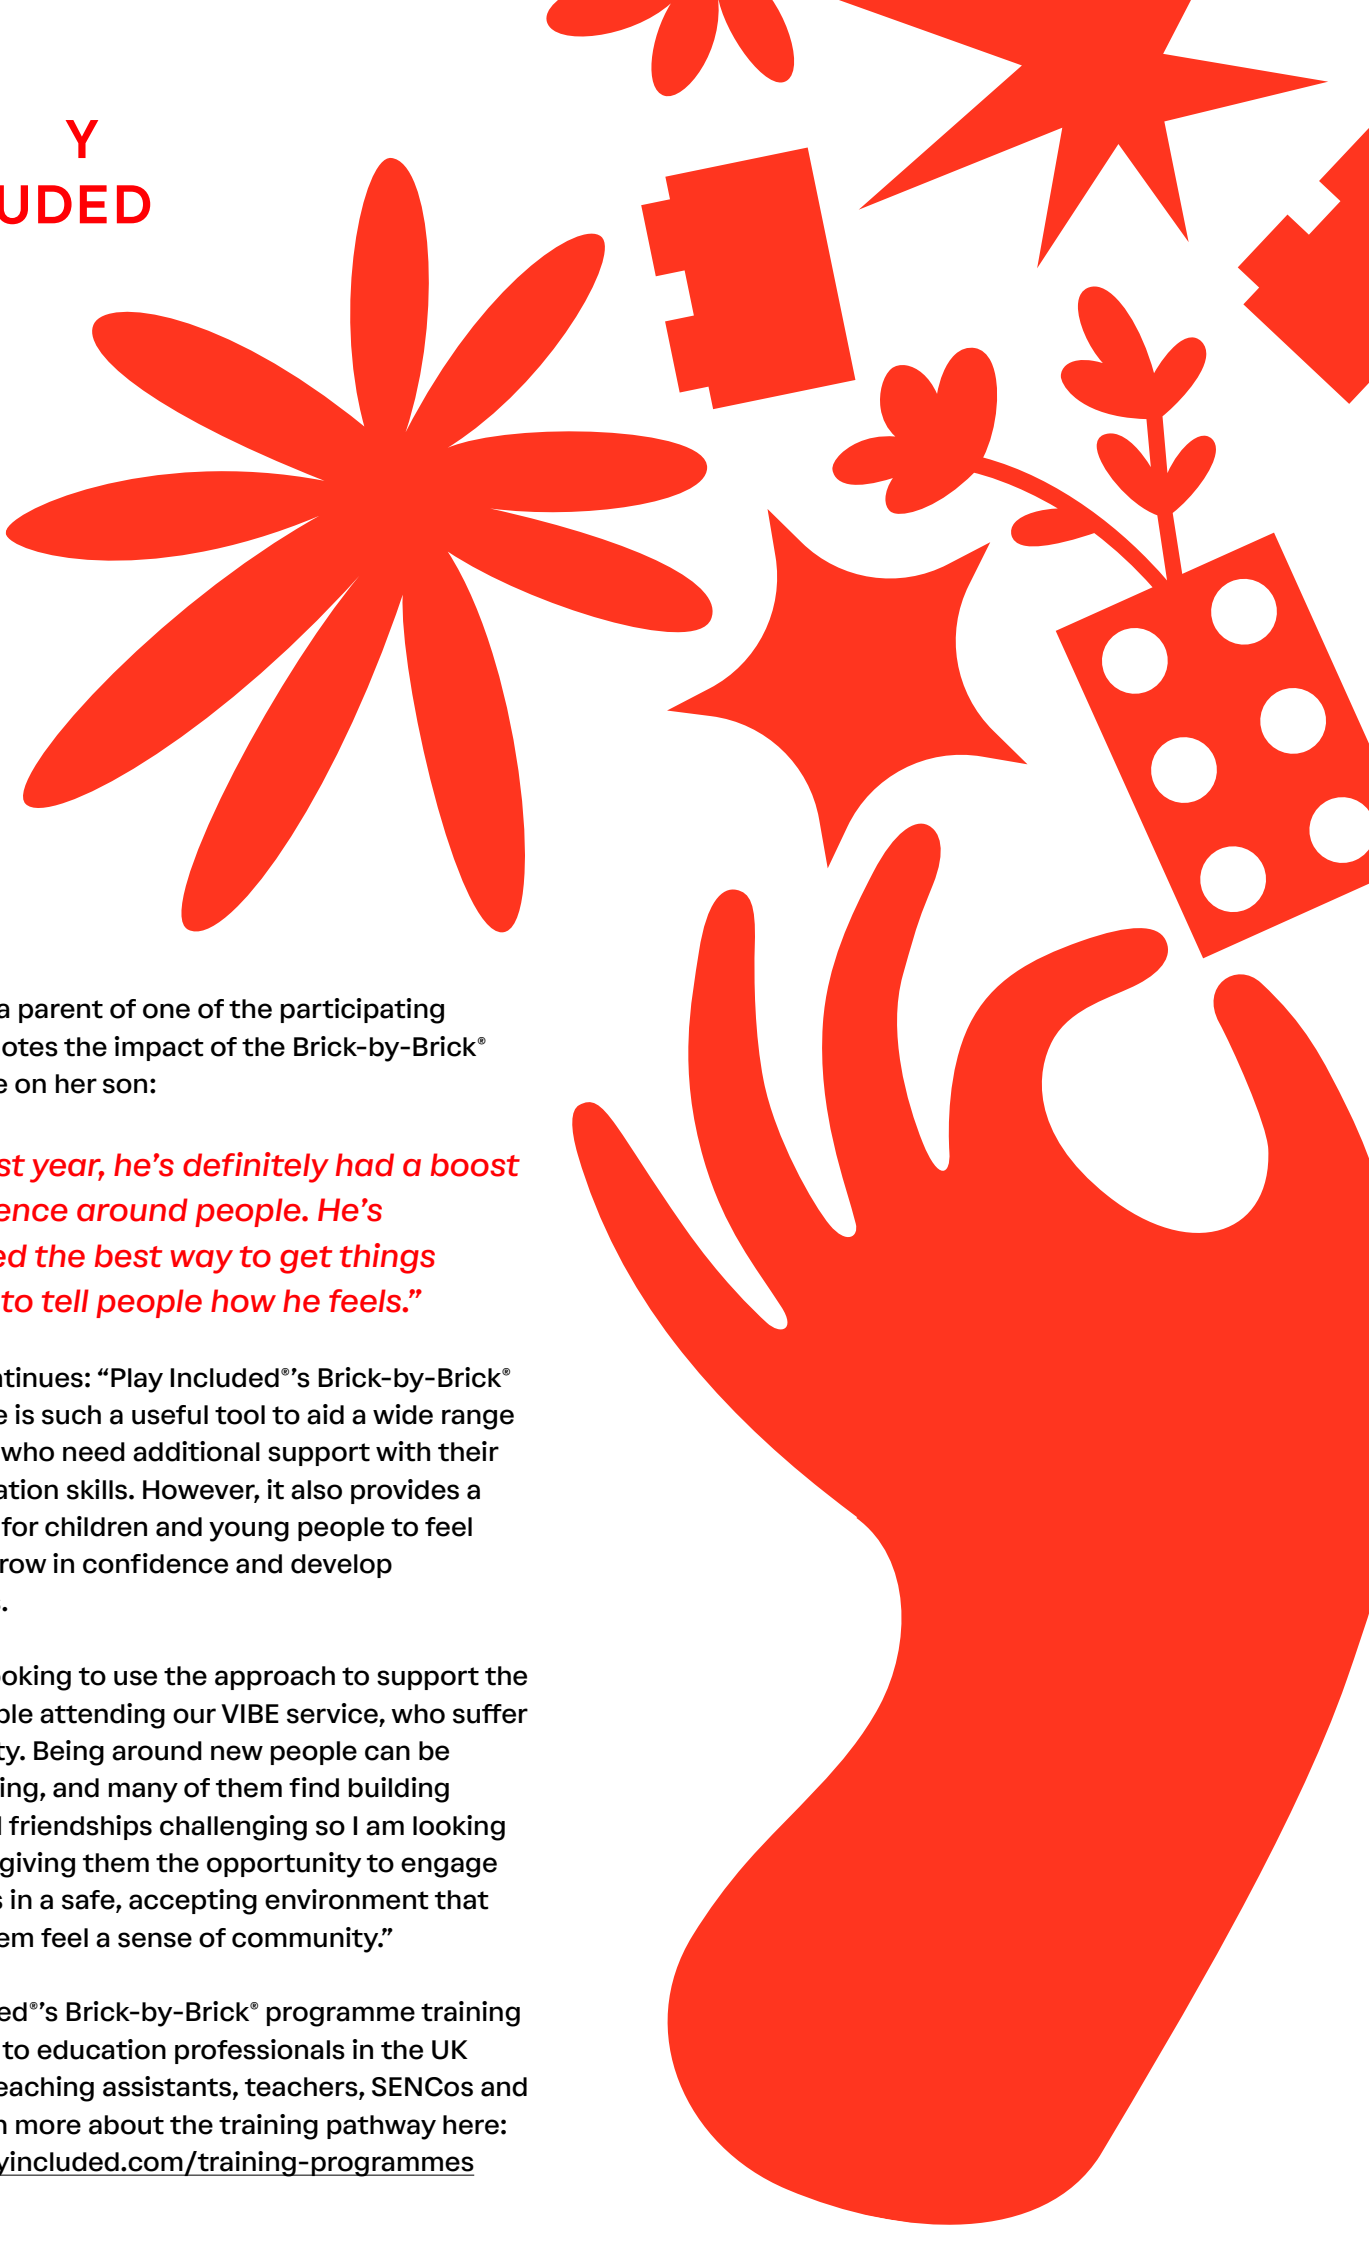 Y
UDED
a parent of one of the participating
otes the impact of the Brick-by-Brick®
e on her son:
st year, he’s definitely had a boost
ence around people. He’s
ed the best way to get things
to tell people how he feels.”
ntinues: “Play Included®’s Brick-by-Brick®
e is such a useful tool to aid a wide range
who need additional support with their
ation skills. However, it also provides a
for children and young people to feel
row in confidence and develop
.
ooking to use the approach to support the
ple attending our VIBE service, who suffer
ty. Being around new people can be
ing, and many of them find building
d friendships challenging so I am looking
giving them the opportunity to engage
s in a safe, accepting environment that
em feel a sense of community.”
ed®’s Brick-by-Brick® programme training
to education professionals in the UK
eaching assistants, teachers, SENCos and
n more about the training pathway here:
yincluded.com/training-programmes